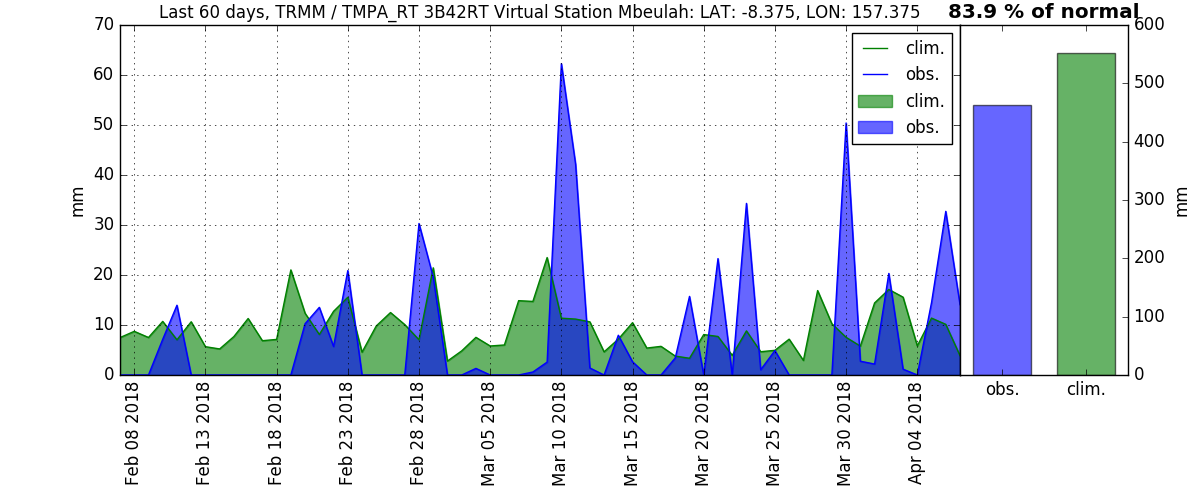 Last 60 days, TRMM / TMPA_RT 3B42RT Virtual Station Mbeulah: LAT: -8.375, LON: 157.375
83.9 % of normal
70
60
50
40
30
20
10
0
mm
clim.
obs.
clim.
obs.
600
500
400
300
200
100
0
mm
obs.
clim.
Feb 08 2018
Feb 13 2018
Feb 18 2018
Feb 23 2018
Feb 28 2018
Mar 05 2018
Mar 10 2018
Mar 15 2018
Mar 20 2018
Mar 25 2018
Mar 30 2018
Apr 04 2018